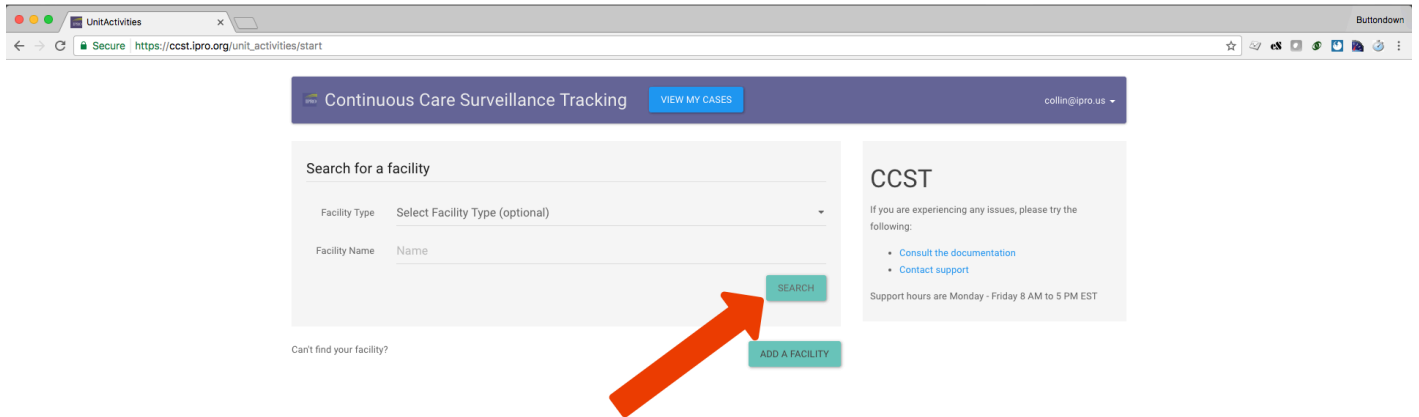 UnitActivities
Buttondown
Secure https://ccst.ipro.org/unit_activities/start
Continuous Care Surveillance Tracking VIEW MY CASES collin@ipro.us
Search for a facility
Facility Type Select Facility Type (optional)
Facility Name Name
SEARCH
Can't find your facility? ADD A FACILITY
CCST
If you are experiencing any issues, please try the
following:
• Consult the documentation
• Contact support
Support hours are Monday - Friday 8 AM to 5 PM EST